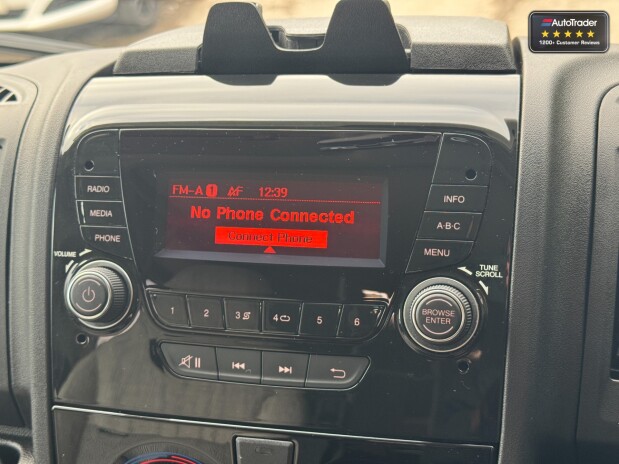 AutoTrader
1200+ Customer Reviews
RADIO
MEDIA
PHONE
VOLUME
FM-A AF 12:39
No Phone Connected
Connect Phone
INFO
A-B-C
MENU
TUNE
SCROLL
BROWSE
ENTER
1 2 3 4 5 6